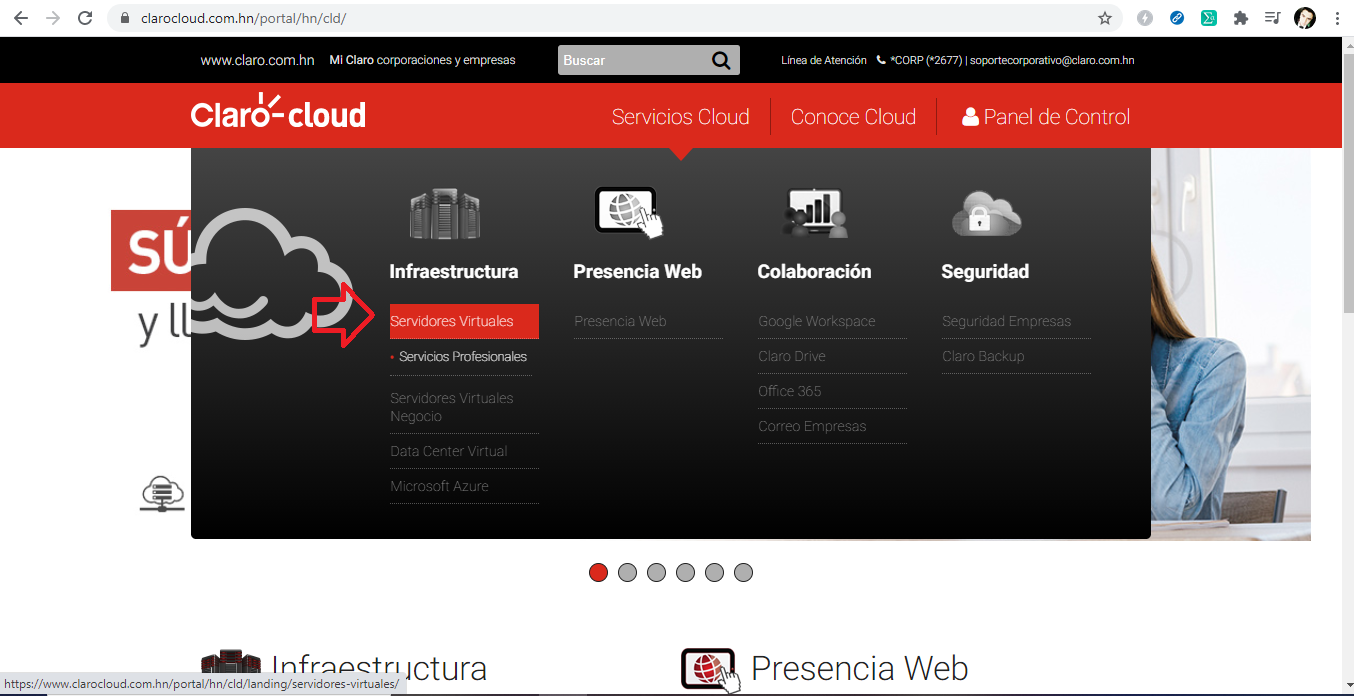 clarocloud.com.hn/portal/hn/cld/
www.claro.com.hn
Mi Claro corporaciones y empresas
Buscar
Línea de Atención *CORP (*2677) | soportecorporativo@claro.com.hn
Claro-cloud
Servicios Cloud
Conoce Cloud
Panel de Control
SÚ
y ll
Infraestructura
Servidores Virtuales
• Servicios Profesionales
Servidores Virtuales
Negocio
Data Center Virtual
Microsoft Azure
Presencia Web
Presencia Web
Colaboración
Google Workspace
Claro Drive
Office 365
Correo Empresas
Seguridad
Seguridad Empresas
Claro Backup
Infraestructura
Presencia Web
https://www.clarocloud.com.hn/portal/hn/cld/landing/servidores-virtuales/